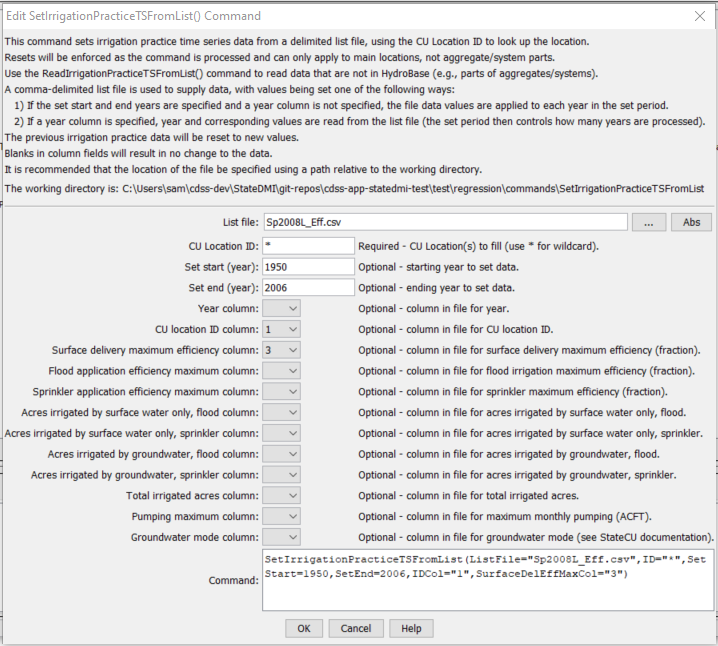 Edit SetIrrigationPracticeTSFromList() Command
This command sets irrigation practice time series data from a delimited list file, using the CU Location ID to look up the location.
Resets will be enforced as the command is processed and can only apply to main locations, not aggregate/system parts.
Use the ReadIrrigationPracticeTSFromList() command to read data that are not in HydroBase (e.g., parts of aggregates/systems).
A comma-delimited list file is used to supply data, with values being set one of the following ways:
1) If the set start and end years are specified and a year column is not specified, the file data values are applied to each year in the set period.
2) If a year column is specified, year and corresponding values are read from the list file (the set period then controls how many years are processed).
The previous irrigation practice data will be reset to new values.
Blanks in column fields will result in no change to the data.
It is recommended that the location of the file be specified using a path relative to the working directory.
The working directory is: C:\Users\sam\cdss-dev\StateDMI\git-repos\cdss-app-statedmi-test\test\regression\commands\SetIrrigationPracticeTSFromList
List file: Sp2008L_Eff.csv ... Abs
CU Location ID: * Required - CU Location(s) to fill (use * for wildcard).
Set start (year): 1950 Optional - starting year to set data.
Set end (year): 2006 Optional - ending year to set data.
Year column: Optional - column in file for year.
CU location ID column: 1 Optional - column in file for CU location ID.
Surface delivery maximum efficiency column: 3 Optional - column in file for surface delivery maximum efficiency (fraction).
Flood application efficiency maximum column: Optional - column in file for flood irrigation maximum efficiency (fraction).
Sprinkler application efficiency maximum column: Optional - column in file for sprinkler maximum efficiency (fraction).
Acres irrigated by surface water only, flood column: Optional - column in file for acres irrigated by surface water only, flood.
Acres irrigated by surface water only, sprinkler column: Optional - column in file for acres irrigated by surface water only, sprinkler.
Acres irrigated by groundwater, flood column: Optional - column in file for acres irrigated by groundwater, flood.
Acres irrigated by groundwater, sprinkler column: Optional - column in file for acres irrigated by groundwater, sprinkler.
Total irrigated acres column: Optional - column in file for total irrigated acres.
Pumping maximum column: Optional - column in file for maximum monthly pumping (ACFT).
Groundwater mode column: Optional - column in file for groundwater mode (see StateCU documentation).
Command: SetIrrigationPracticeTSFromList(ListFile="Sp2008L_Eff.csv",ID="*",Set
Start=1950,SetEnd=2006,IDCol="1",SurfaceDelEffMaxCol="3")
OK Cancel Help